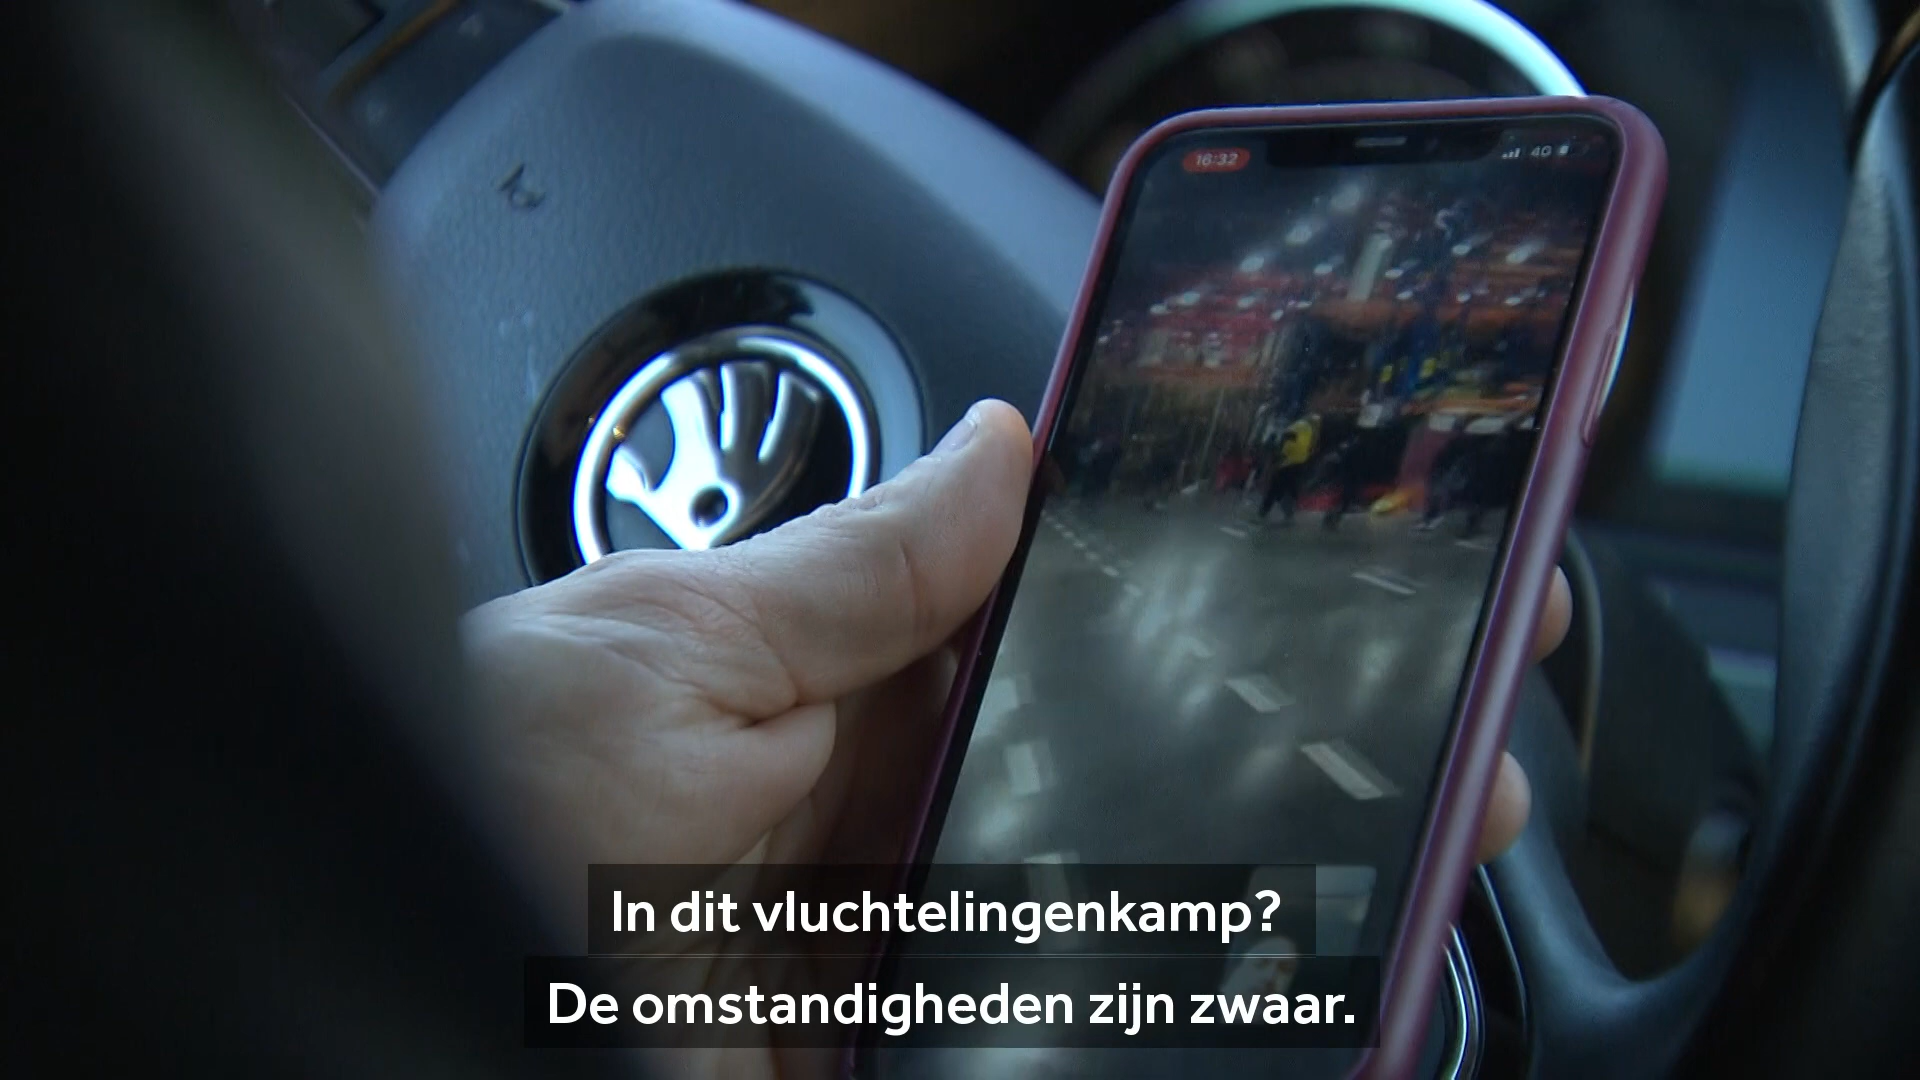 16:32
4G
In dit vluchtelingenkamp?
De omstandigheden zijn zwaar.